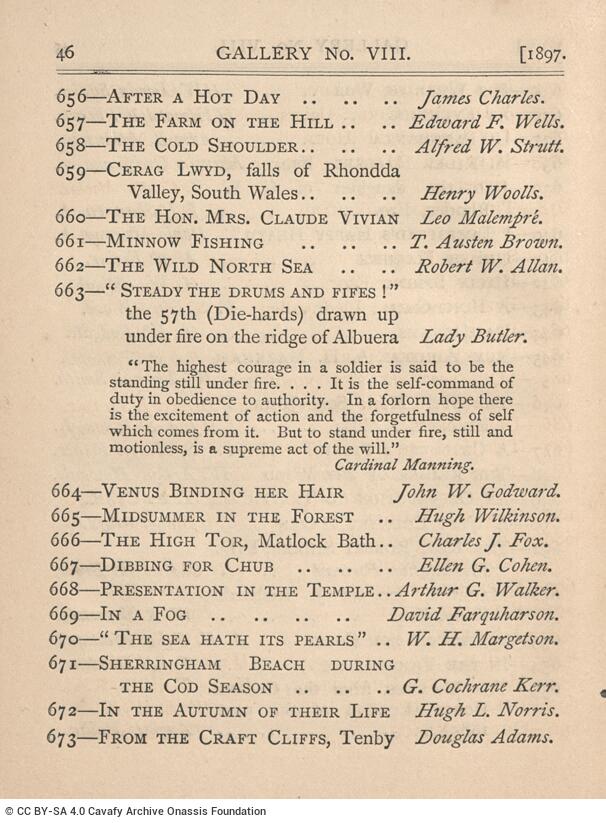 46 GALLERY No. VIII. [1897.
656—AFTER A HOT DAY .. .. .. James Charles.
657—THE FARM ON THE HILL .. .. Edward F. Wells.
658—THE COLD SHOULDER.. .. .. Alfred W. Strutt.
659—CERAG LWYD, falls of Rhondda
Valley, South Wales.. .. .. Henry Woolls.
660—THE HON. MRS. CLAUDE VIVIAN Leo Malempré.
661—MINNOW FISHING .. .. .. T. Austen Brown.
662—THE WILD NORTH SEA .. .. Robert W. Allan.
663—“STEADY THE DRUMS AND FIFES!”
the 57th (Die-hards) drawn up
under fire on the ridge of Albuera Lady Butler.
“The highest courage in a soldier is said to be the
standing still under fire. . . . It is the self-command of
duty in obedience to authority. In a forlorn hope there
is the excitement of action and the forgetfulness of self
which comes from it. But to stand under fire, still and
motionless, is a supreme act of the will.”
Cardinal Manning.
664—VENUS BINDING HER HAIR John W. Godward.
665—MIDSUMMER IN THE FOREST .. Hugh Wilkinson.
666—THE HIGH TOR, Matlock Bath.. Charles J. Fox.
667—DIBBING FOR CHUB .. .. .. Ellen G. Cohen.
668—PRESENTATION IN THE TEMPLE.. Arthur G. Walker.
669—IN A FOG .. .. .. .. David Farquharson.
670—“THE SEA HATH ITS PEARLS” .. W. H. Margetson.
671—SHERRINGHAM BEACH DURING
THE COD SEASON .. .. .. G. Cochrane Kerr.
672—IN THE AUTUMN OF THEIR LIFE Hugh L. Norris.
673—FROM THE CRAFT CLIFFS, Tenby Douglas Adams.
© CC BY-SA 4.0 Cavafy Archive Onassis Foundation